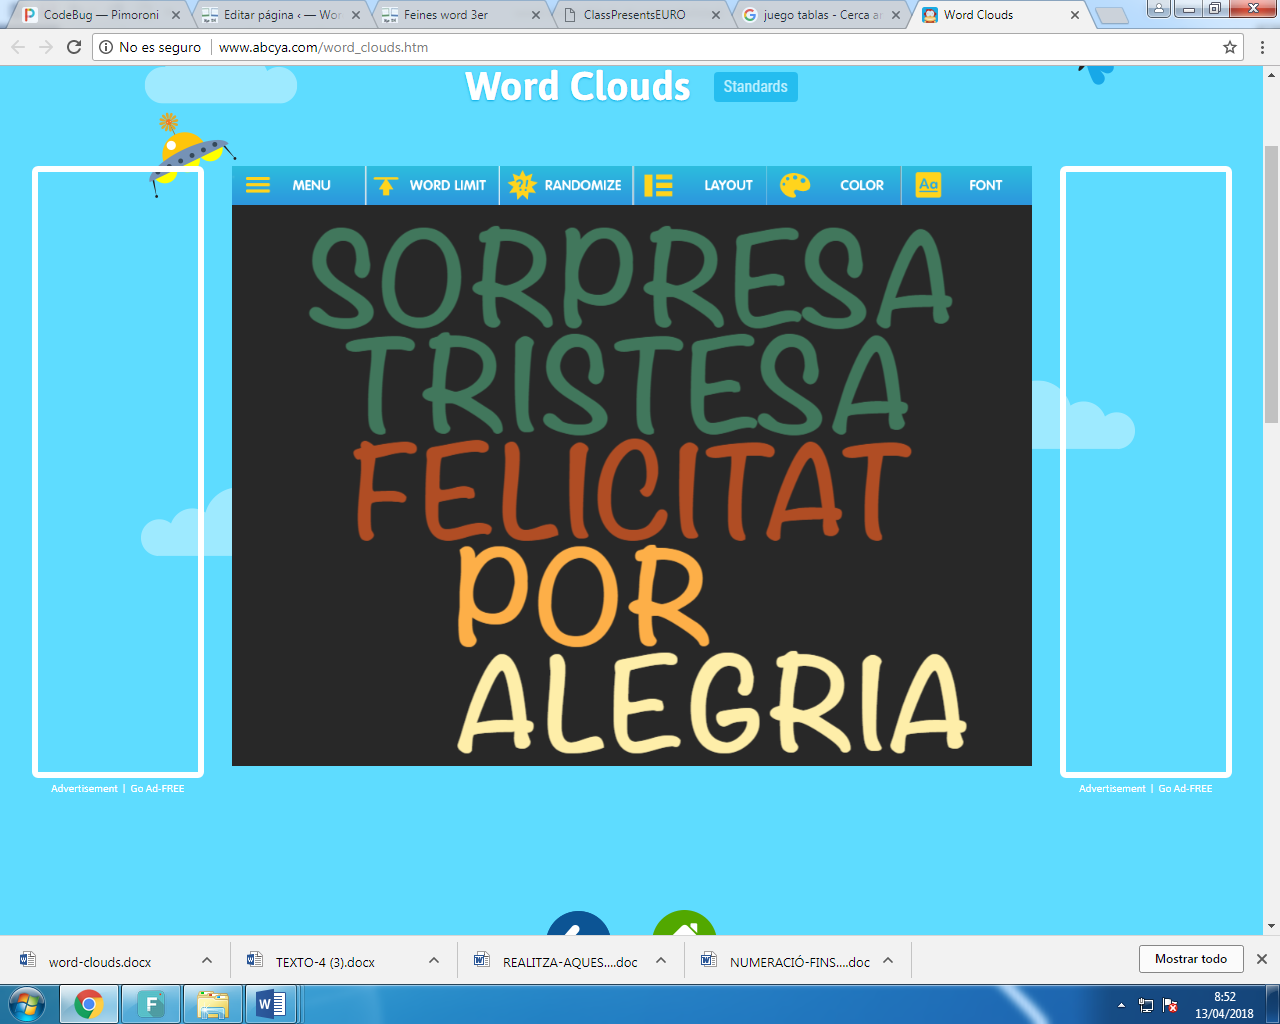 CodeBug — Pimoroni
Editar página ‹ — Wor
Feines word 3er
ClassPresentsEURO
juego tablas - Cerca a
Word Clouds
No es seguro | www.abcya.com/word_clouds.htm
Word Clouds
Standards
MENU
WORD LIMIT
RANDOMIZE
LAYOUT
COLOR
Aa FONT
SORPRESA
TRISTESA
FELICITAT
POR
ALEGRIA
Advertisement | Go Ad-FREE
Advertisement | Go Ad-FREE
word-clouds.docx
TEXTO-4 (3).docx
REALITZA-AQUES....doc
NUMERACIÓ-FINS....doc
Mostrar todo
8:52
13/04/2018